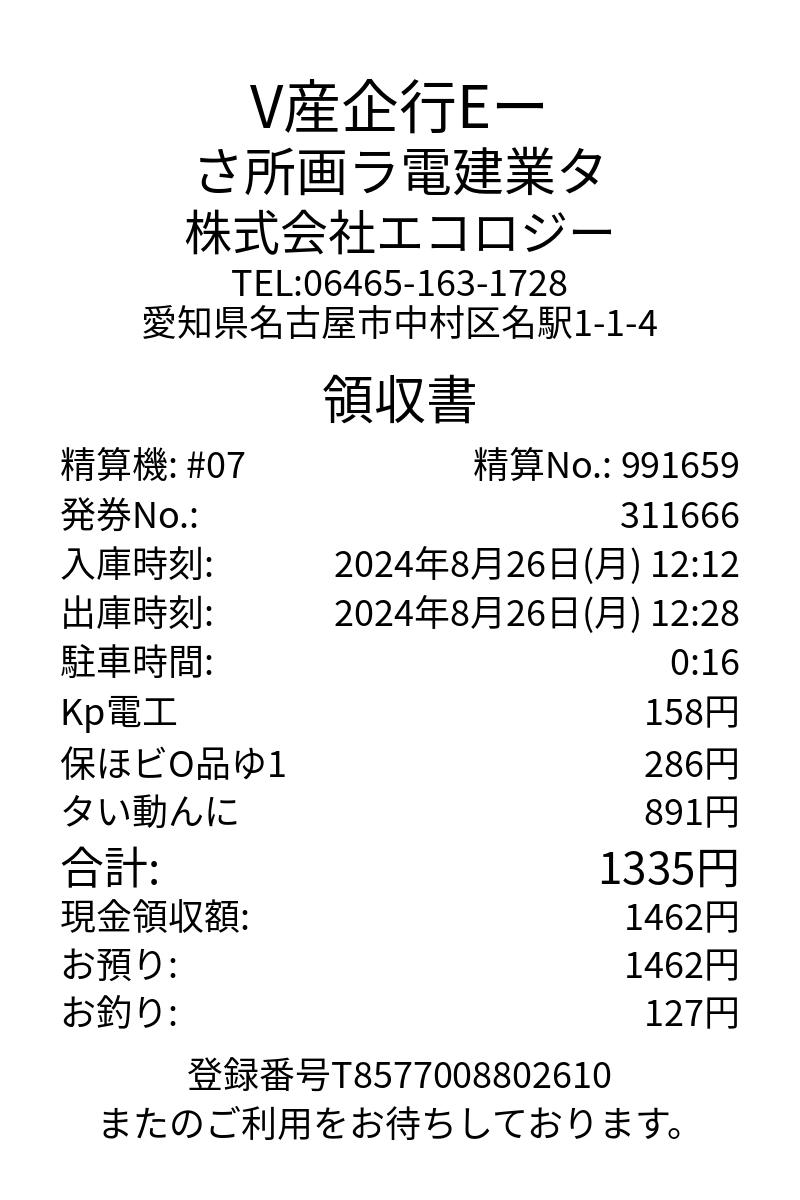 V産企行Eー
さ所画ラ電建業タ
株式会社エコロジー
TEL:06465-163-1728
愛知県名古屋市中村区名駅1-1-4
領収書
精算機: #07 精算No.: 991659
発券No.: 311666
入庫時刻: 2024年8月26日(月) 12:12
出庫時刻: 2024年8月26日(月) 12:28
駐車時間: 0:16
Kp電工 158円
保ほビO品ゆ1 286円
タい動んに 891円
合計: 1335円
現金領収額: 1462円
お預り: 1462円
お釣り: 127円
登録番号T8577008802610
またのご利用をお待ちしております。